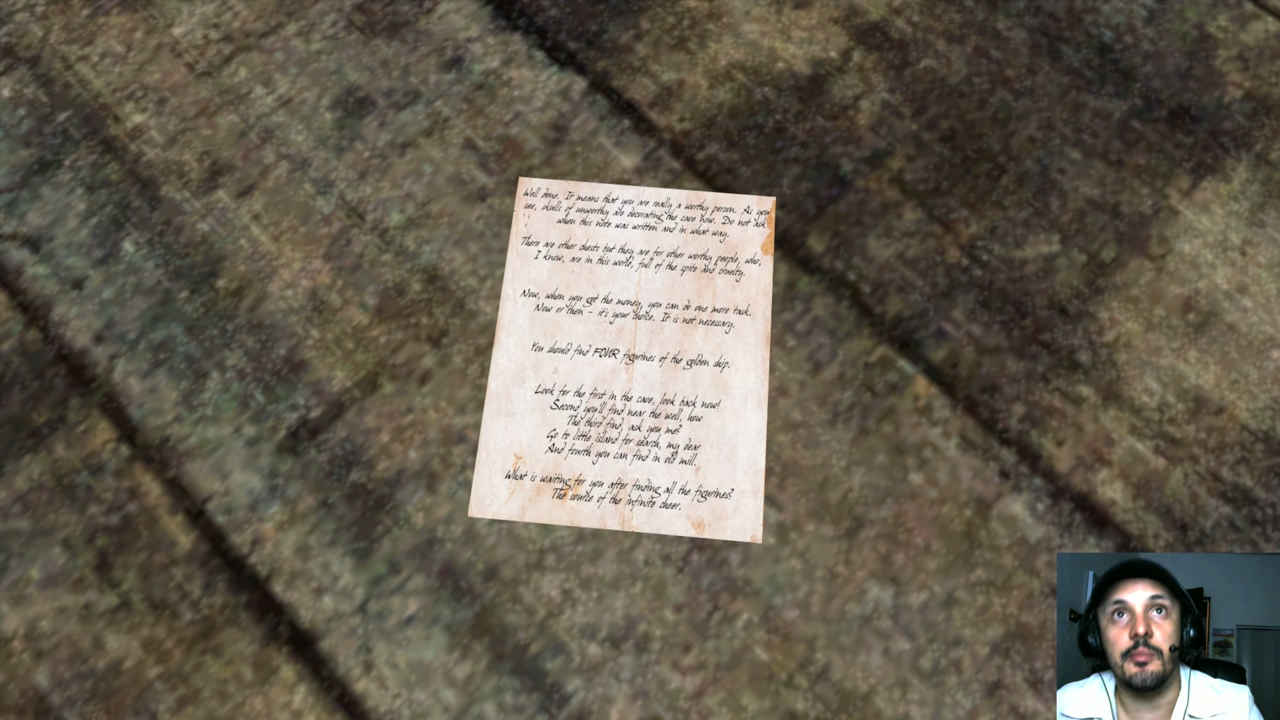 Well done. It means that you are really a worthy person. As you
see, skulls of unworthy are decorating the cave now. Do not ask
when this note was written and in what way.
There are other chests but they are for other worthy people, who,
I know, are in this world, full of the spite and cruelty.
Now, when you got the money, you can do one more task.
Now or then - it's your choice. It is not necessary.
You should find FOUR figurines of the golden ship.
Look for the first in the cave, look back now!
Second you'll find near the well, how
The third find, ask you me?
Go to little island for search, my dear
And fourth you can find in old mill.
What is waiting for you after finding all the figurines?
The source of the infinite cheer.